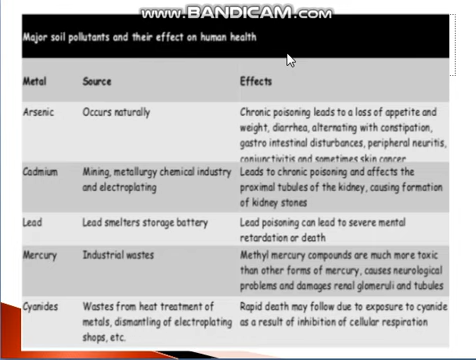 www.BANDICAM.com
Major soil pollutants and their effect on human health
Metal Source Effects
Arsenic Occurs naturally Chronic poisoning leads to a loss of appetite and
weight, diarrhea, alternating with constipation,
gastro intestinal disturbances, peripheral neuritis,
conjunctivitis and sometimes skin cancer
Cadmium Mining, metallurgy chemical industry Leads to chronic poisoning and affects the
and electroplating proximal tubules of the kidney, causing formation
of kidney stones
Lead Lead smelters storage battery Lead poisoning can lead to severe mental
retardation or death
Mercury Industrial wastes Methyl mercury compounds are much more toxic
than other forms of mercury, causes neurological
problems and damages renal glomeruli and tubules
Cyanides Wastes from heat treatment of Rapid death may follow due to exposure to cyanide
metals, dismantling of electroplating as a result of inhibition of cellular respiration
shops, etc.